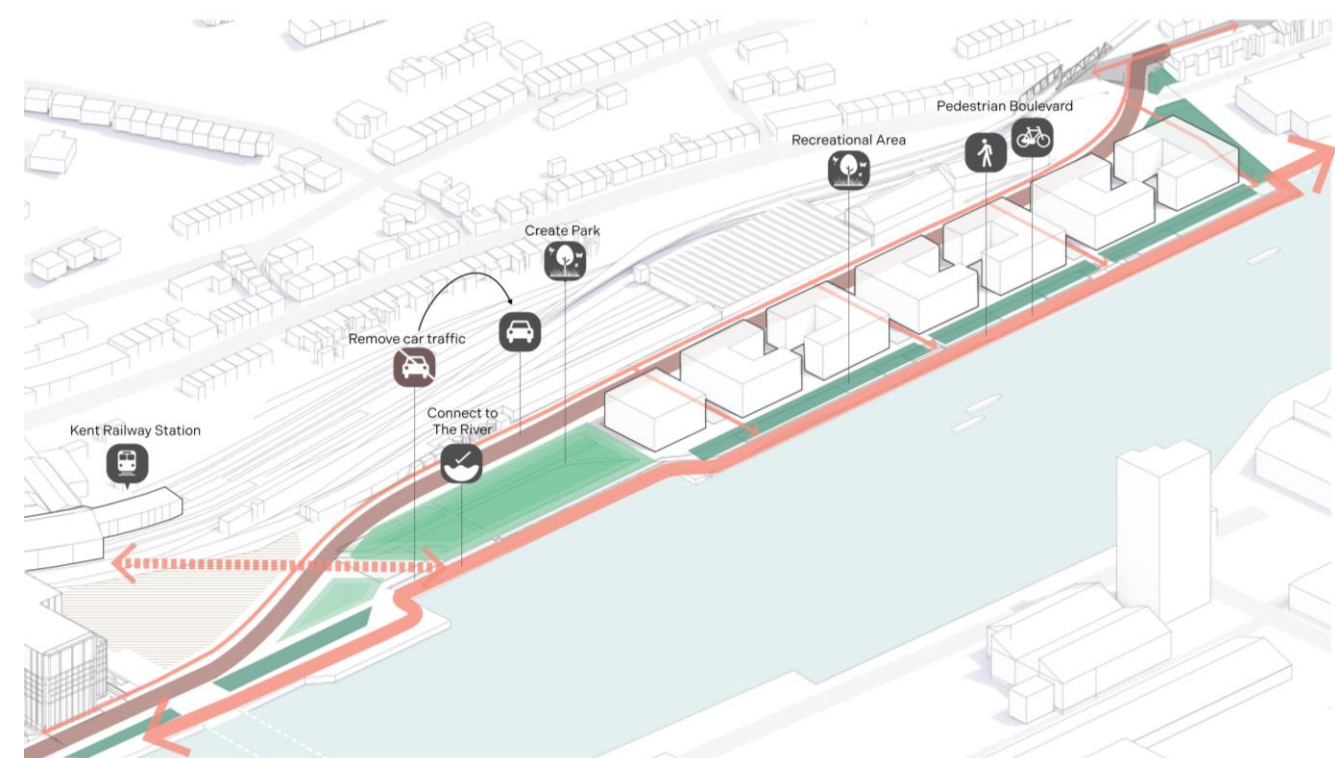 Pedestrian Boulevard
Recreational Area
Create Park
Remove car traffic
Connect to
The River
Kent Railway Station